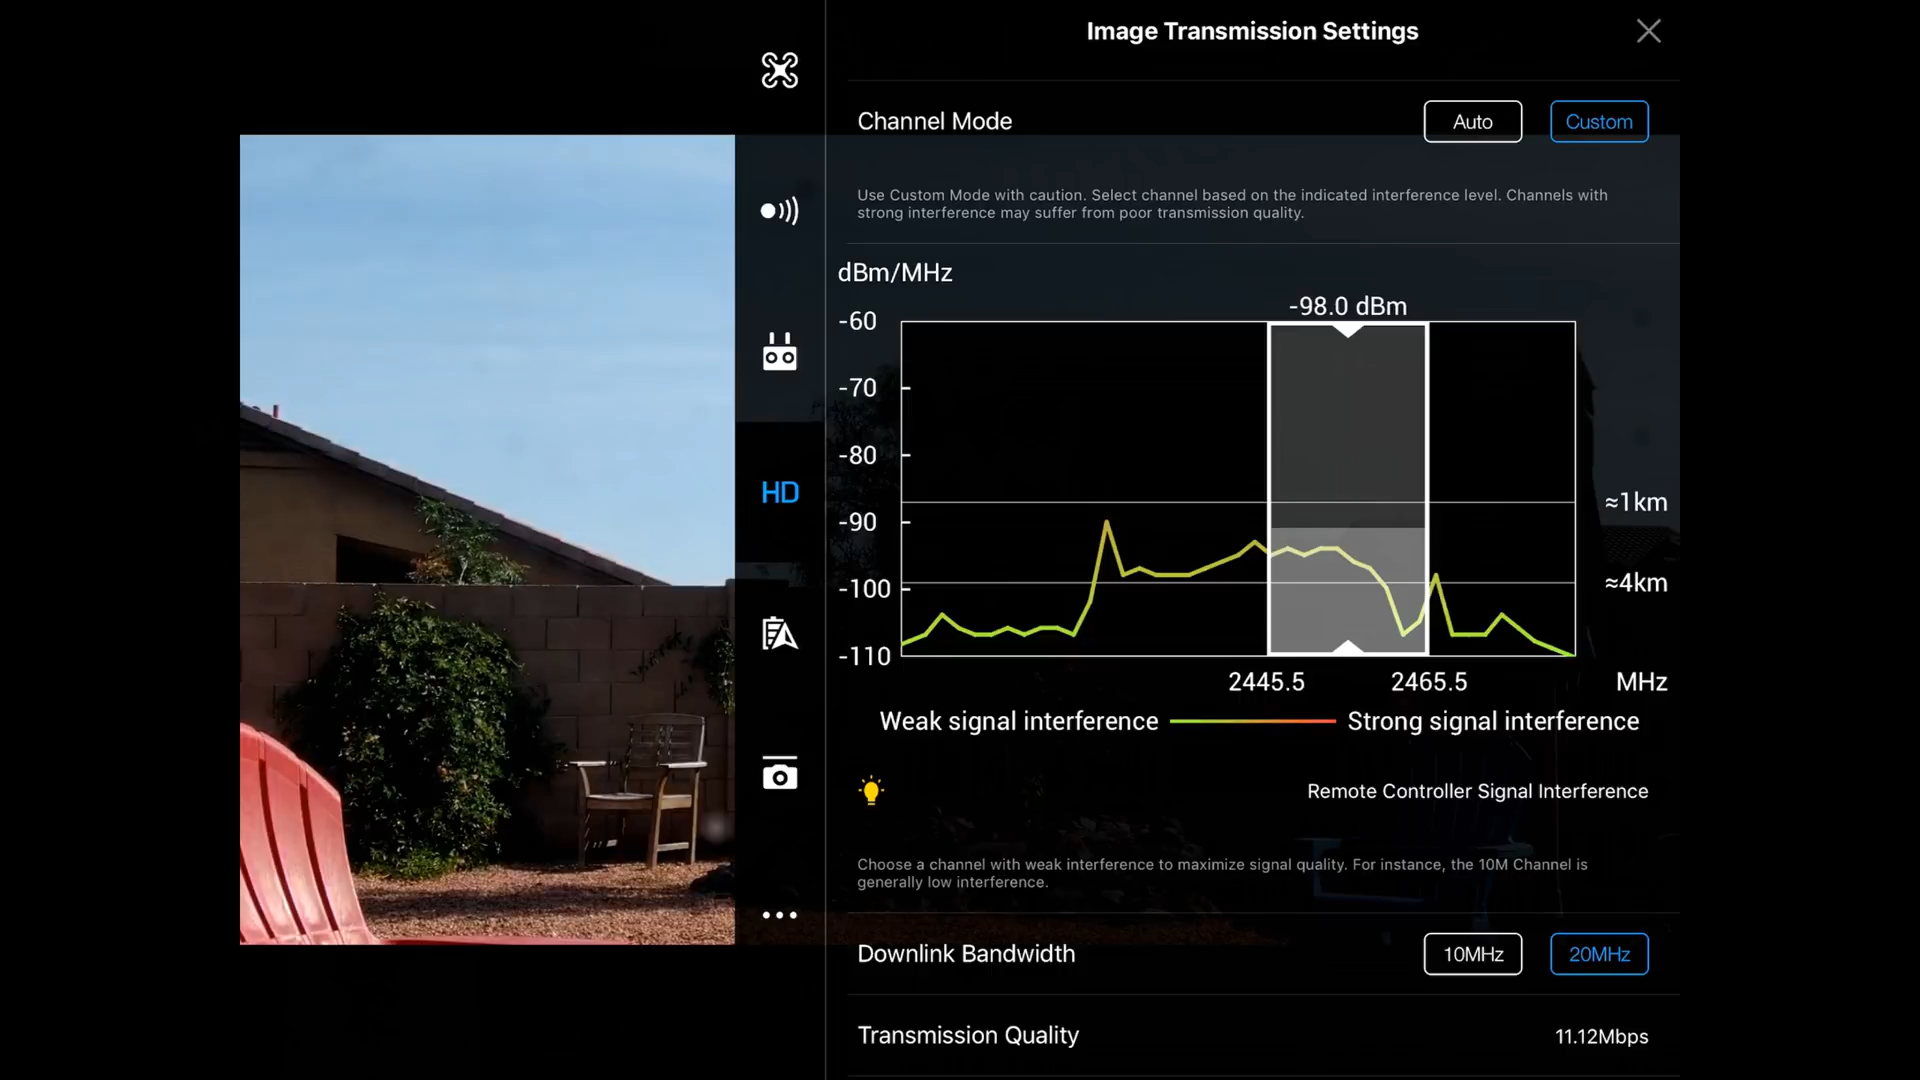 Image Transmission Settings
Channel Mode
Auto
Custom
Use Custom Mode with caution. Select channel based on the indicated interference level. Channels with
strong interference may suffer from poor transmission quality.
dBm/MHz
-98.0 dBm
-60
-70
-80
-90
-100
-110
≈1km
≈4km
2445.5
2465.5
MHz
Weak signal interference
Strong signal interference
Remote Controller Signal Interference
Choose a channel with weak interference to maximize signal quality. For instance, the 10M Channel is
generally low interference.
HD
Downlink Bandwidth
10MHz
20MHz
Transmission Quality
11.12Mbps